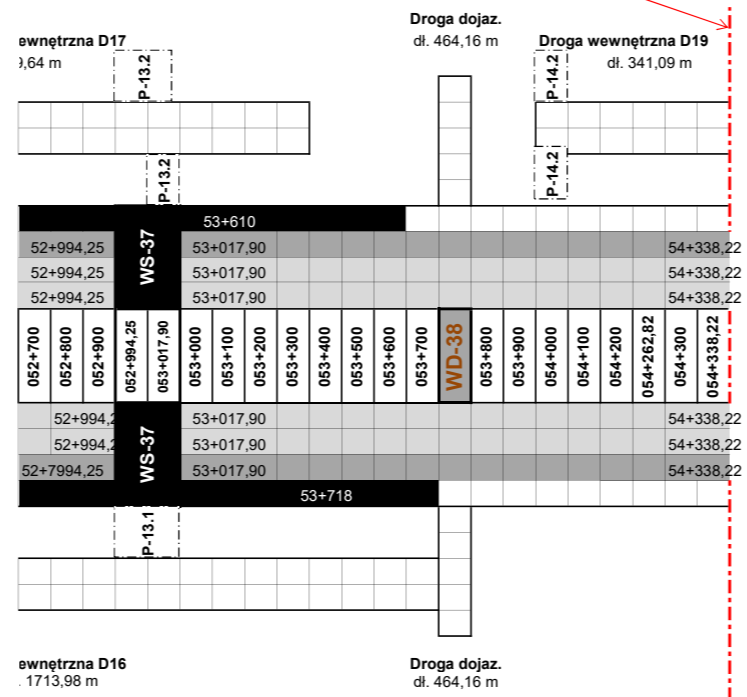 Droga dojaz.
dł. 464,16 m
ewnętrzna D17
9,64 m
Droga wewnętrzna D19
dł. 341,09 m
P-13.2
P-14.2
P-13.2
P-14.2
53+610
WS-37
52+994,25 53+017,90 54+338,22
52+994,25 53+017,90 54+338,22
52+994,25 53+017,90 54+338,22
052+700 052+800 052+900 052+994,25 053+017,90 053+000 053+100 053+200 053+300 053+400 053+500 053+600 053+700 WD-38 053+800 053+900 054+000 054+100 054+200 054+262,82 054+300 054+338,22
52+994,2 53+017,90 54+338,22
52+994,2 53+017,90 54+338,22
WS-37
52+7994,25 53+017,90 54+338,22
53+718
P-13.1
ewnętrzna D16
. 1713,98 m
Droga dojaz.
dł. 464,16 m